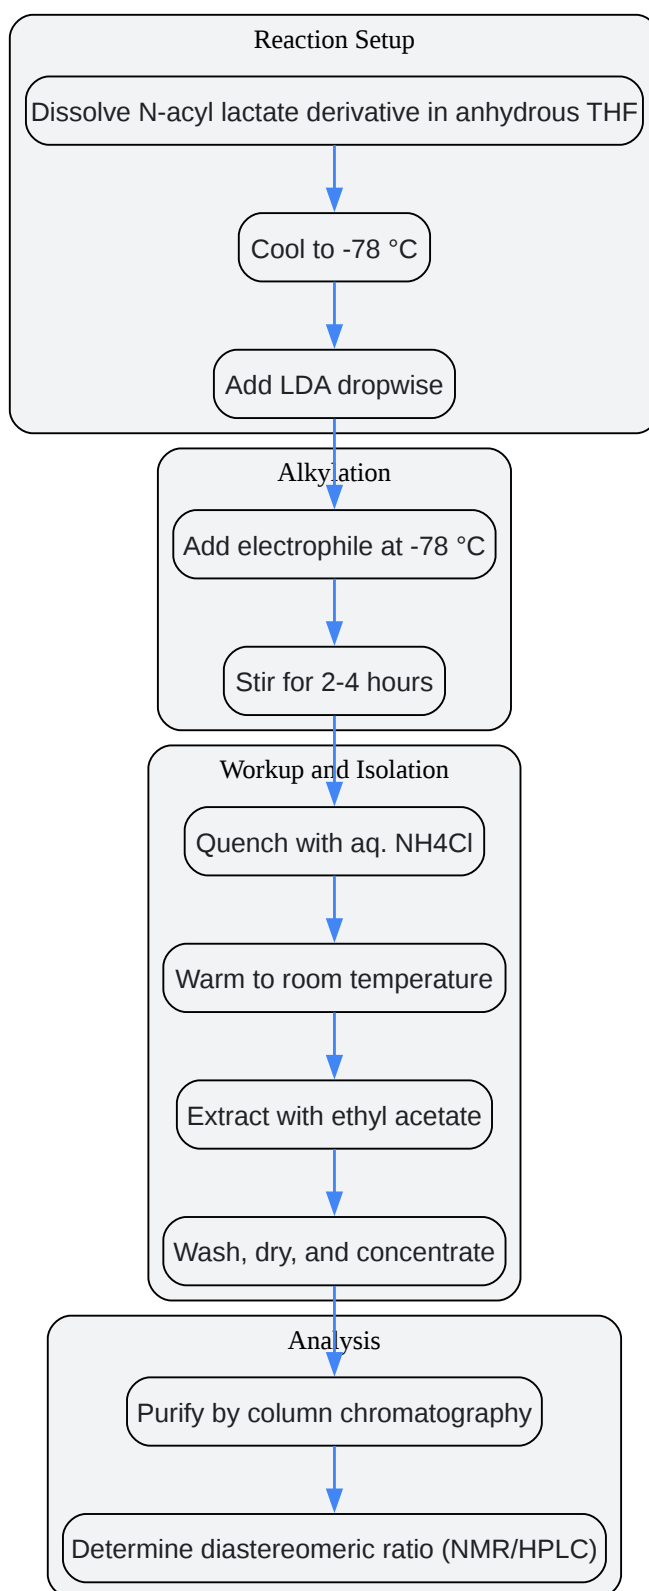 Reaction Setup
Dissolve N-acyl lactate derivative in anhydrous THF
Cool to -78 °C
Add LDA dropwise
Alkylation
Add electrophile at -78 °C
Stir for 2-4 hours
Workup and Isolation
Quench with aq. NH4Cl
Warm to room temperature
Extract with ethyl acetate
Wash, dry, and concentrate
Analysis
Purify by column chromatography
Determine diastereomeric ratio (NMR/HPLC)